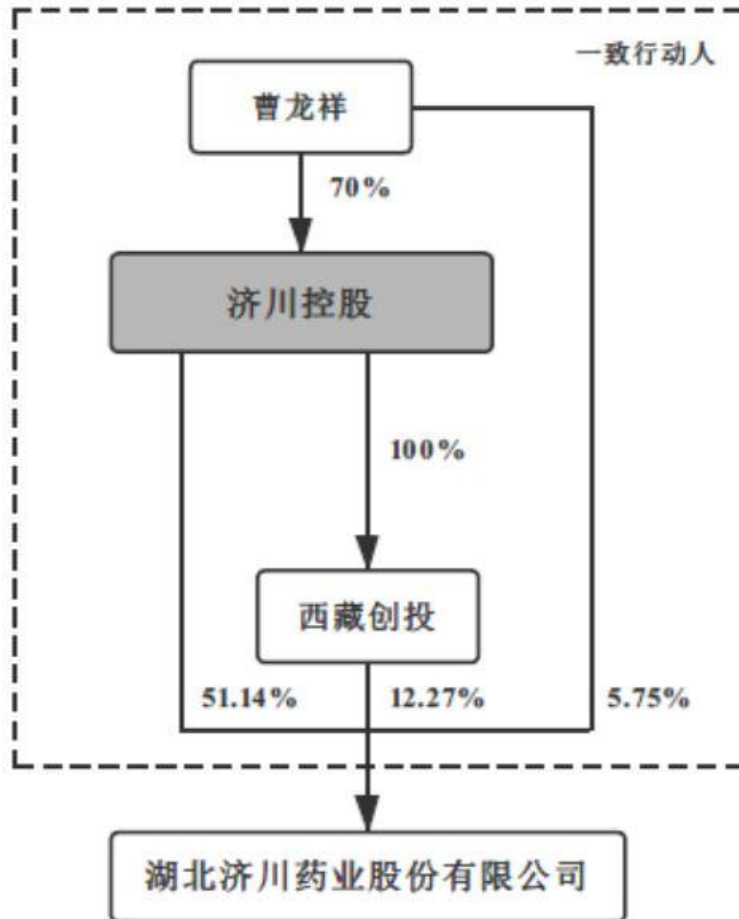 一致行动人
曹龙祥
70%
济川控股
100%
西藏创投
51.14%
12.27%
5.75%
湖北济川药业股份有限公司